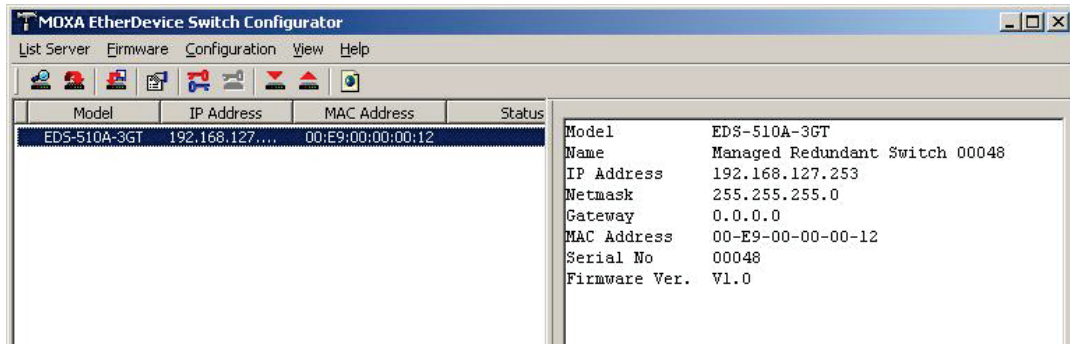 MOXA EtherDevice Switch Configurator
List Server Firmware Configuration View Help
Model IP Address MAC Address Status
EDS-510A-3GT 192.168.127.... 00:E9:00:00:00:12
Model EDS-510A-3GT
Name Managed Redundant Switch 00048
IP Address 192.168.127.253
Netmask 255.255.255.0
Gateway 0.0.0.0
MAC Address 00-E9-00-00-00-12
Serial No 00048
Firmware Ver. V1.0